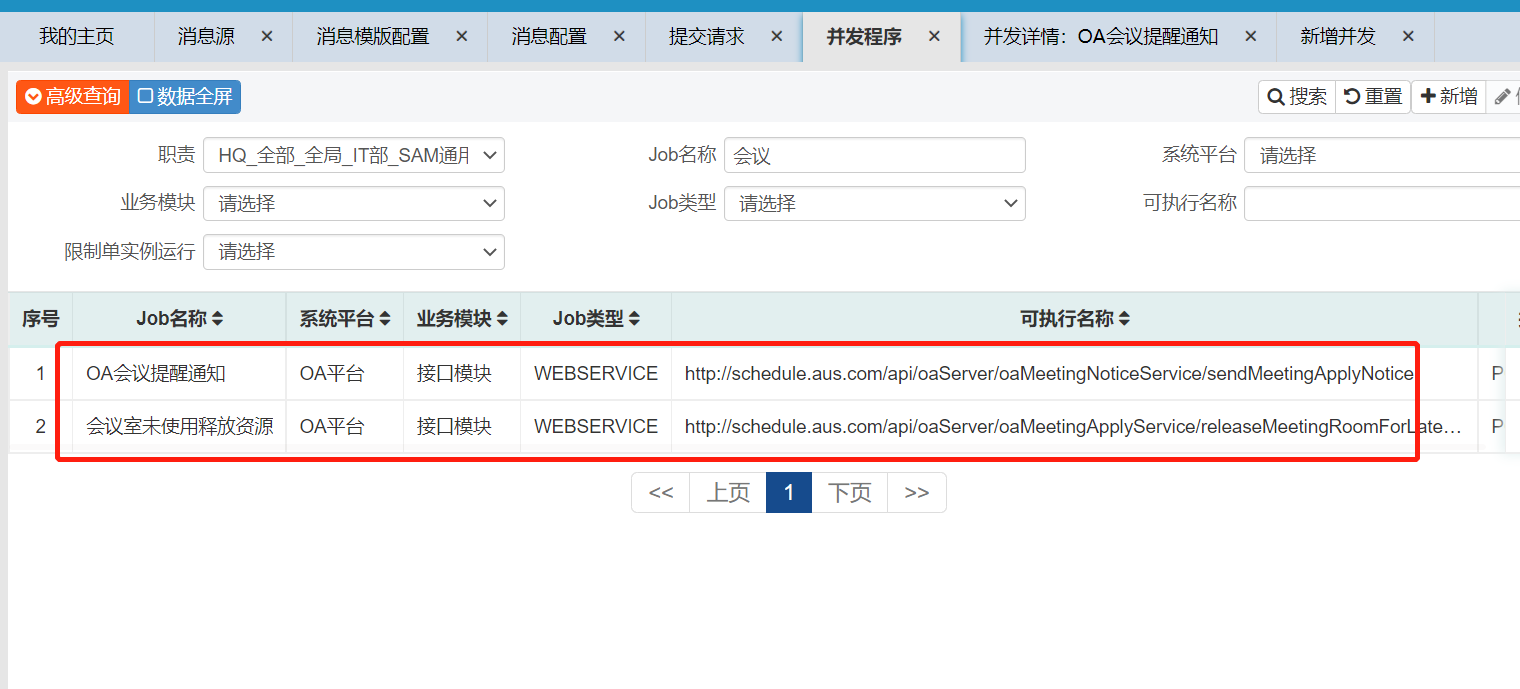 我的主页 消息源 × 消息模版配置 × 消息配置 × 提交请求 × 并发程序 × 并发详情：OA会议提醒通知 × 新增并发 ×
高级查询 数据全屏 搜索 重置 新增
职责 HQ_全部_全局_IT部_SAM通用 Job名称 会议 系统平台 请选择
业务模块 请选择 Job类型 请选择 可执行名称
限制单实例运行 请选择
序号 Job名称 系统平台 业务模块 Job类型 可执行名称
1 OA会议提醒通知 OA平台 接口模块 WEBSERVICE http://schedule.aus.com/api/oaServer/oaMeetingNoticeService/sendMeetingApplyNotice P
2 会议室未使用释放资源 OA平台 接口模块 WEBSERVICE http://schedule.aus.com/api/oaServer/oaMeetingApplyService/releaseMeetingRoomForLate... P
<< 上页 1 下页 >>